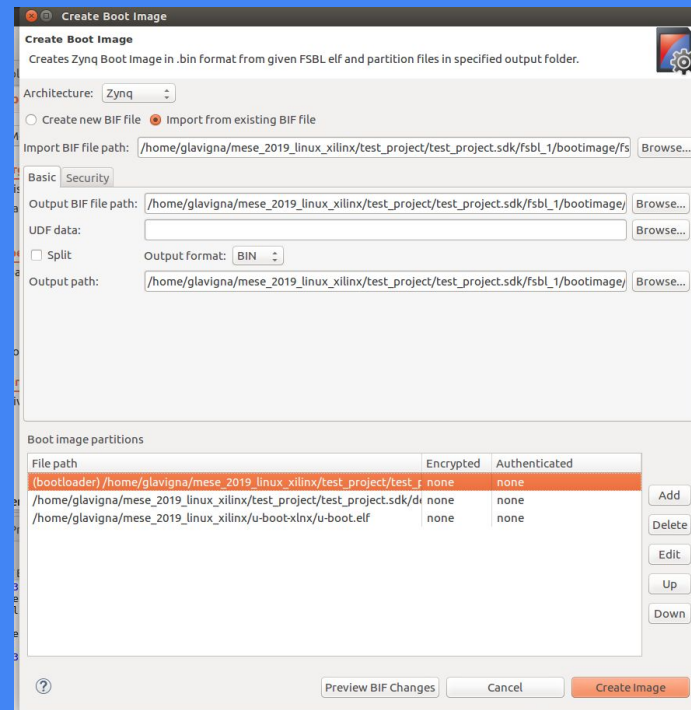 Create Boot Image
Create Boot Image
Creates Zynq Boot Image in .bin format from given FSBL elf and partition files in specified output folder.
Architecture: Zynq
Create new BIF file Import from existing BIF file
Import BIF file path: /home/glavigna/mese_2019_linux_xilinx/test_project/test_project.sdk/fsbl_1/bootimage/fs Browse...
Basic Security
Output BIF file path: /home/glavigna/mese_2019_linux_xilinx/test_project/test_project.sdk/fsbl_1/bootimage/ Browse...
UDF data: Browse...
Split Output format: BIN
Output path: /home/glavigna/mese_2019_linux_xilinx/test_project/test_project.sdk/fsbl_1/bootimage/ Browse...
Boot image partitions
File path Encrypted Authenticated
(bootloader) /home/glavigna/mese_2019_linux_xilinx/test_project/test_p none none
/home/glavigna/mese_2019_linux_xilinx/test_project/test_project.sdk/de none none
/home/glavigna/mese_2019_linux_xilinx/u-boot-xlnx/u-boot.elf none none
Add
Delete
Edit
Up
Down
? Preview BIF Changes Cancel Create Image